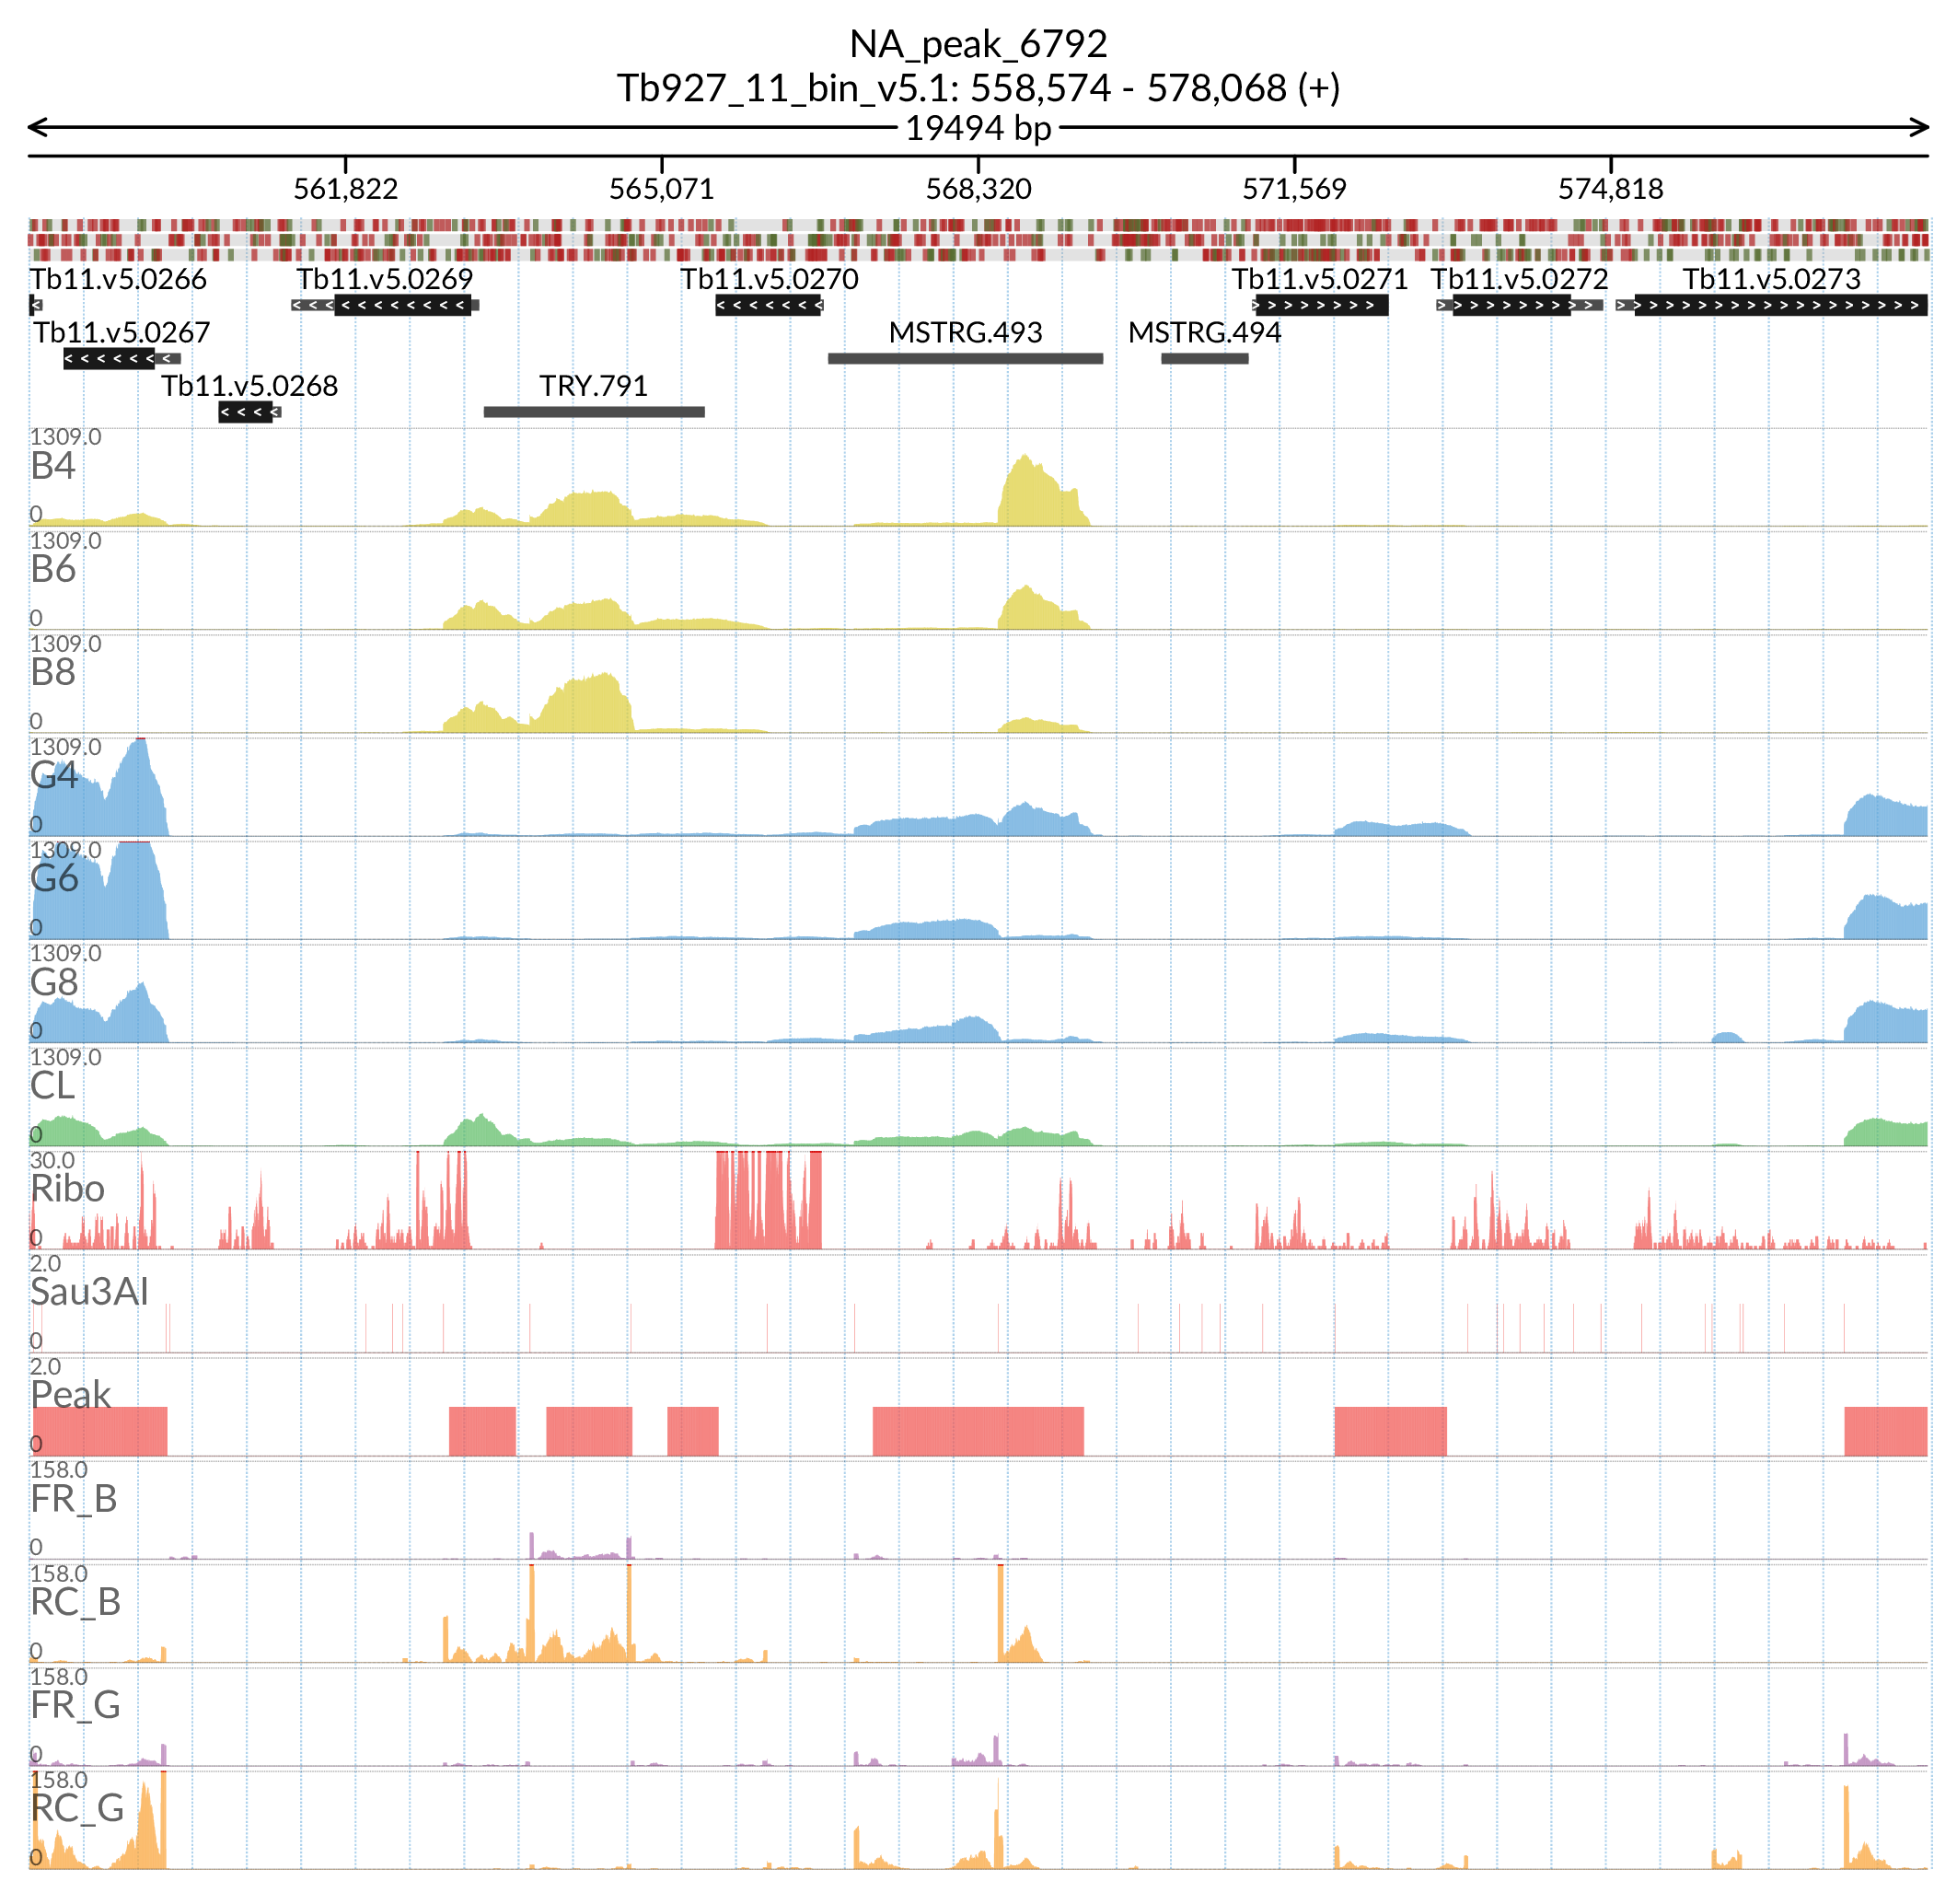 NA_peak_6792
Tb927_11_bin_v5.1: 558,574 - 578,068 (+)
19494 bp
561,822 565,071 568,320 571,569 574,818
Tb11.v5.0266 Tb11.v5.0269 Tb11.v5.0270 Tb11.v5.0271 Tb11.v5.0272 Tb11.v5.0273
Tb11.v5.0267 MSTRG.493 MSTRG.494
Tb11.v5.0268 TRY.791
1309.0
B4
0
1309.0
B6
0
1309.0
B8
0
1309.0
G4
0
1309.0
G6
0
1309.0
G8
0
1309.0
CL
0
30.0
Ribo
0
2.0
Sau3AI
0
2.0
Peak
0
158.0
FR_B
0
158.0
RC_B
0
158.0
FR_G
0
158.0
RC_G
0